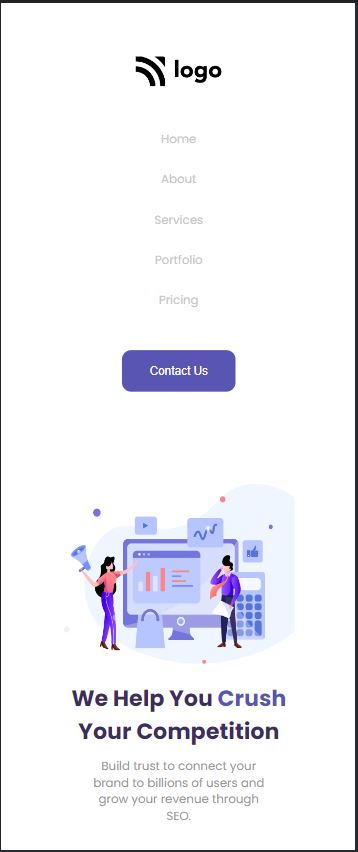 logo
Home
About
Services
Portfolio
Pricing
Contact Us
We Help You Crush
Your Competition
Build trust to connect your
brand to billions of users and
grow your revenue through
SEO.